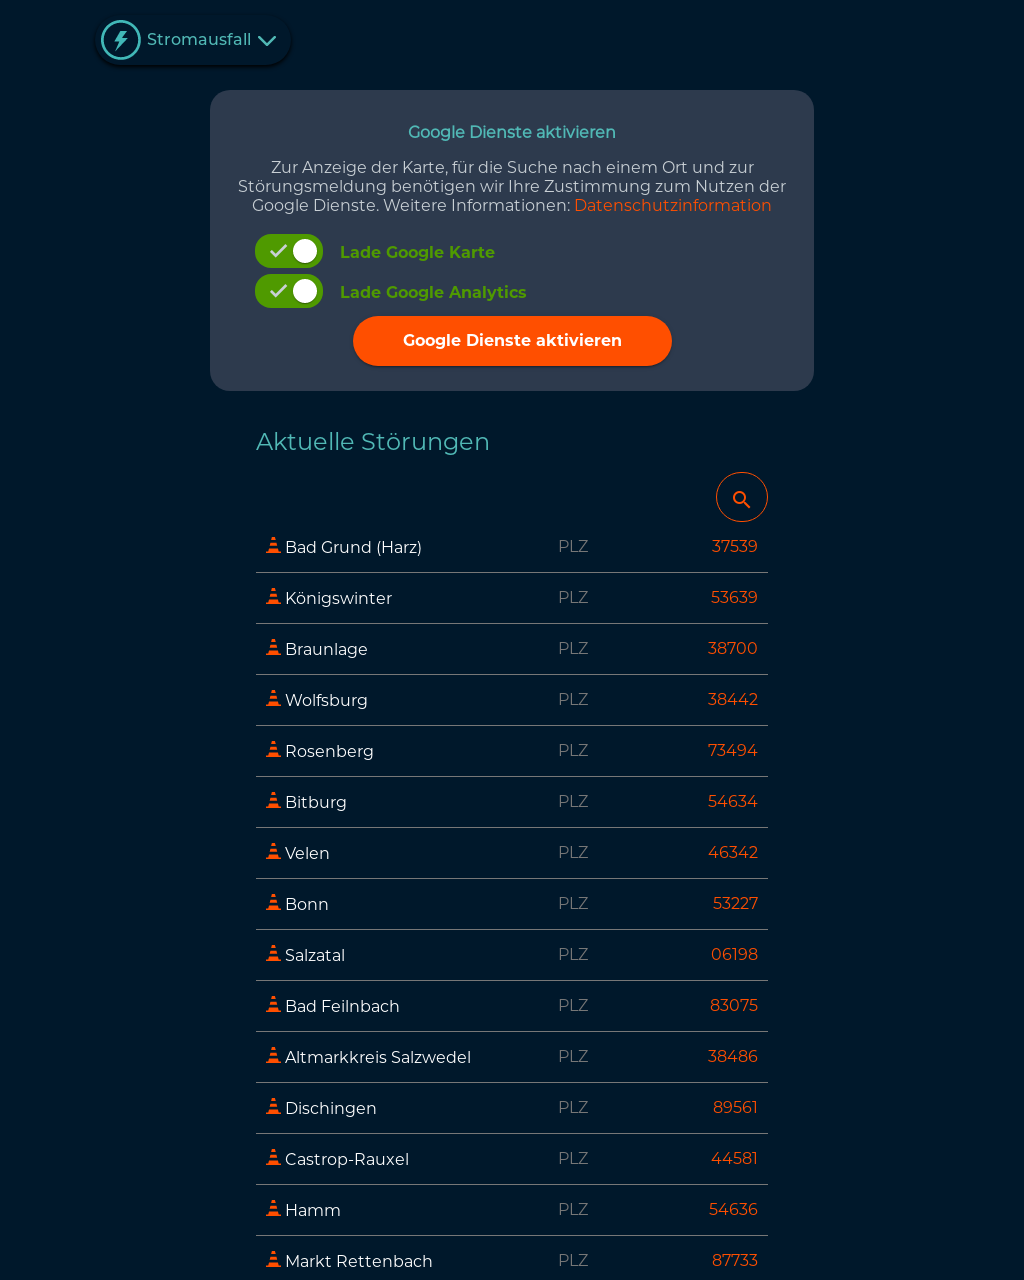 Stromausfall
Google Dienste aktivieren
Zur Anzeige der Karte, für die Suche nach einem Ort und zur
Störungsmeldung benötigen wir Ihre Zustimmung zum Nutzen der
Google Dienste. Weitere Informationen: Datenschutzinformation
Lade Google Karte
Lade Google Analytics
Google Dienste aktivieren
Aktuelle Störungen
Bad Grund (Harz) PLZ 37539
Königswinter PLZ 53639
Braunlage PLZ 38700
Wolfsburg PLZ 38442
Rosenberg PLZ 73494
Bitburg PLZ 54634
Velen PLZ 46342
Bonn PLZ 53227
Salzatal PLZ 06198
Bad Feilnbach PLZ 83075
Altmarkkreis Salzwedel PLZ 38486
Dischingen PLZ 89561
Castrop-Rauxel PLZ 44581
Hamm PLZ 54636
Markt Rettenbach PLZ 87733